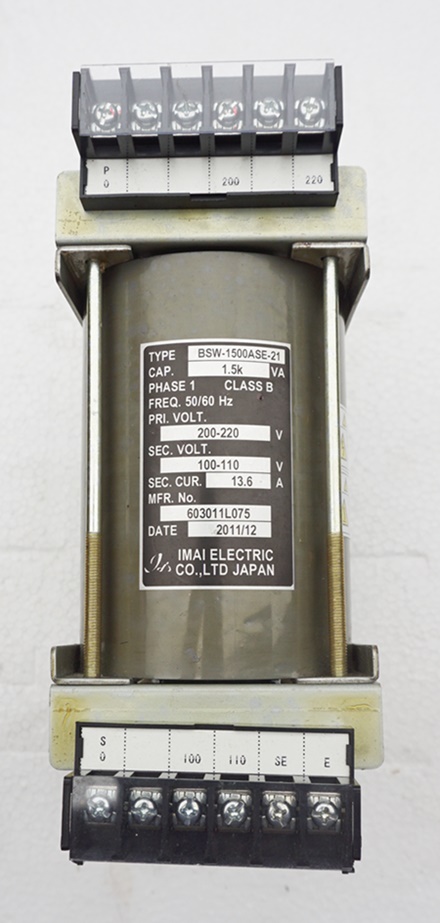 P
0 200 220
TYPE BSW-1500ASE-21
CAP. 1.5k VA
PHASE 1 CLASS B
FREQ. 50/60 Hz
PRI. VOLT.
200-220 V
SEC. VOLT.
100-110 V
SEC. CUR. 13.6 A
MFR. No.
603011L075
DATE 2011/12
IMAI ELECTRIC
CO.,LTD JAPAN
S
0 100 110 SE E